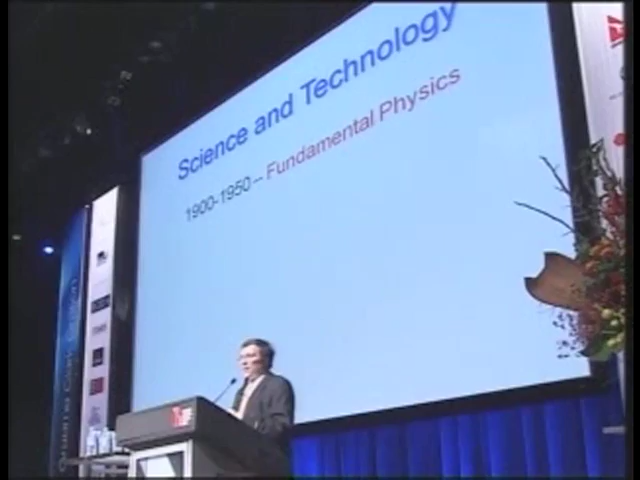 Science and Technology
1900-1950 – Fundamental Physics